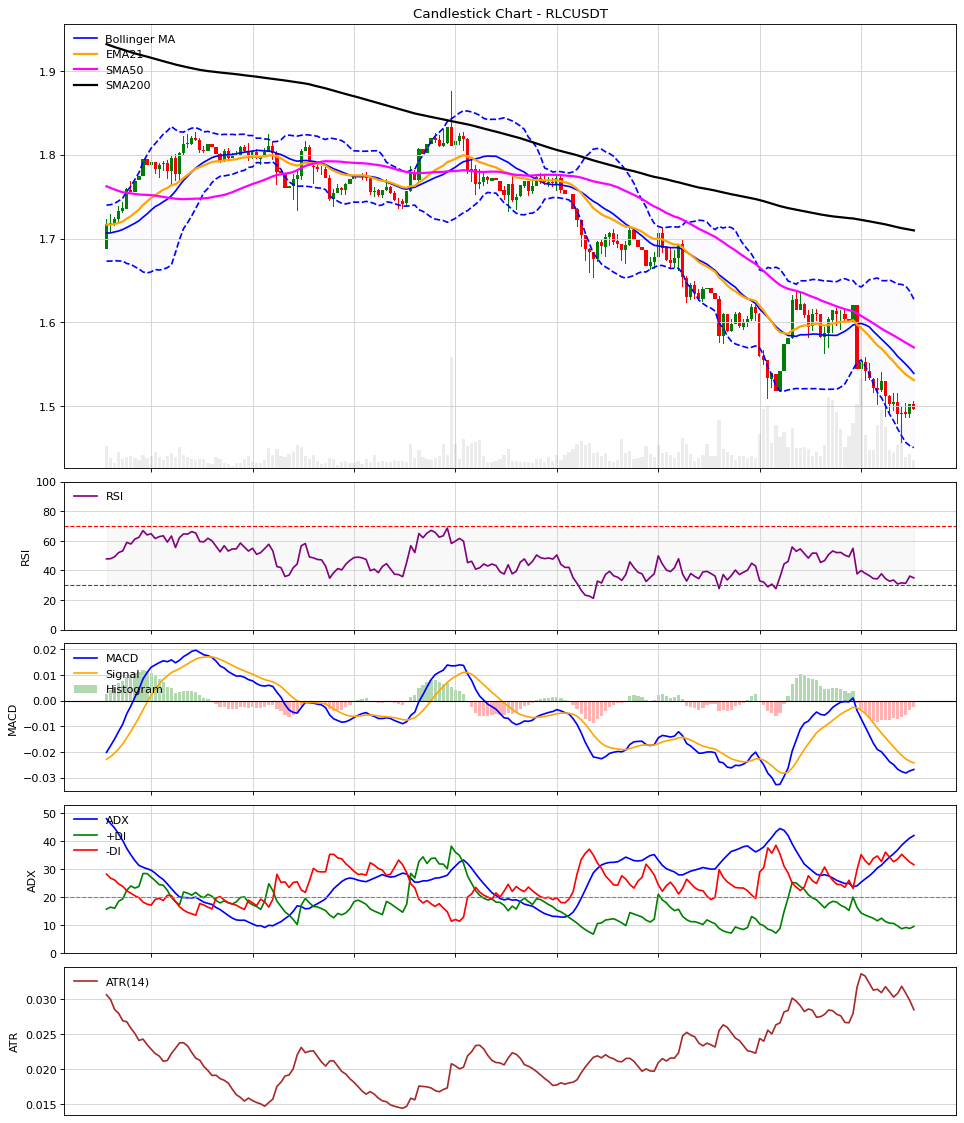 Candlestick Chart - RLCUSDT
Bollinger MA
EMA21
SMA50
SMA200
1.9
1.8
1.7
1.6
1.5
RSI
RSI
100
80
60
40
20
0
MACD
Signal
Histogram
MACD
0.02
0.01
0.00
−0.01
−0.02
−0.03
ADX
+DI
-DI
ADX
50
40
30
20
10
0
ATR(14)
ATR
0.030
0.025
0.020
0.015